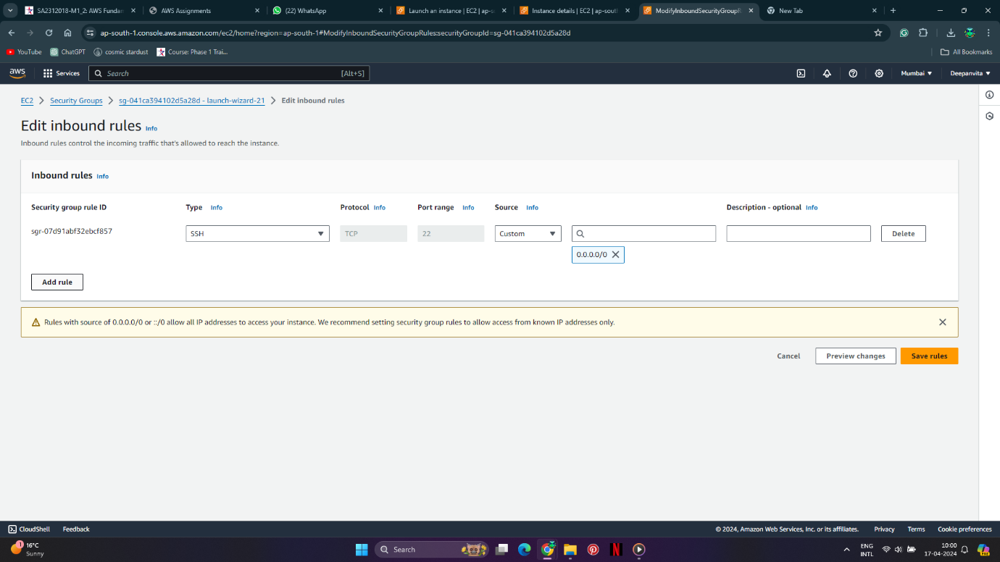 SA2312018-M1_2: AWS Fundam
AWS Assignments
(22) WhatsApp
Launch an instance | EC2 | ap-s
Instance details | EC2 | ap-sout
ModifyInboundSecurityGroupR
New Tab
ap-south-1.console.aws.amazon.com/ec2/home?region=ap-south-1#ModifyInboundSecurityGroupRules:securityGroupId=sg-041ca394102d5a28d
YouTube
ChatGPT
cosmic stardust
Course: Phase 1 Trai...
All Bookmarks
aws
Services
Search
[Alt+S]
Mumbai
Deepanvita
EC2
Security Groups
sg-041ca394102d5a28d - launch-wizard-21
Edit inbound rules
Edit inbound rules Info
Inbound rules control the incoming traffic that's allowed to reach the instance.
Inbound rules Info
Security group rule ID
Type Info
Protocol Info
Port range Info
Source Info
Description - optional Info
sgr-07d91abf32ebcf857
SSH
TCP
22
Custom
Delete
0.0.0.0/0
Add rule
Rules with source of 0.0.0.0/0 or ::/0 allow all IP addresses to access your instance. We recommend setting security group rules to allow access from known IP addresses only.
Cancel
Preview changes
Save rules
CloudShell
Feedback
© 2024, Amazon Web Services, Inc. or its affiliates.
Privacy
Terms
Cookie preferences
1
16°C
Sunny
Search
N
ENG
INTL
10:00
17-04-2024
PRE